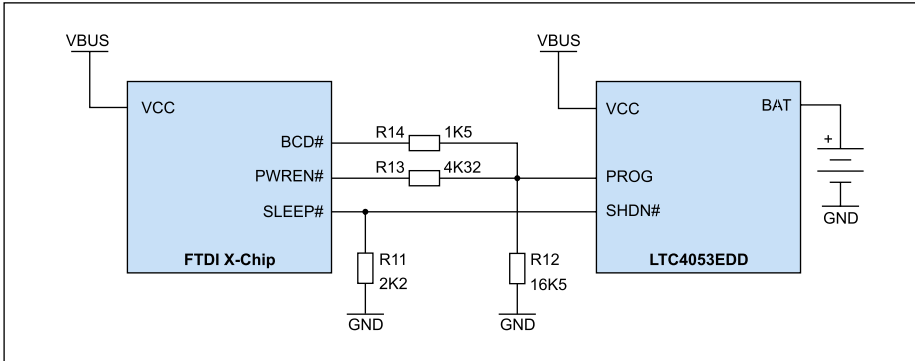 VBUS
VBUS
VCC
VCC
BAT
BCD#
R14
1K5
PWREN#
R13
4K32
PROG
SLEEP#
SHDN#
+
GND
FTDI X-Chip
R11
2K2
R12
16K5
LTC4053EDD
GND
GND